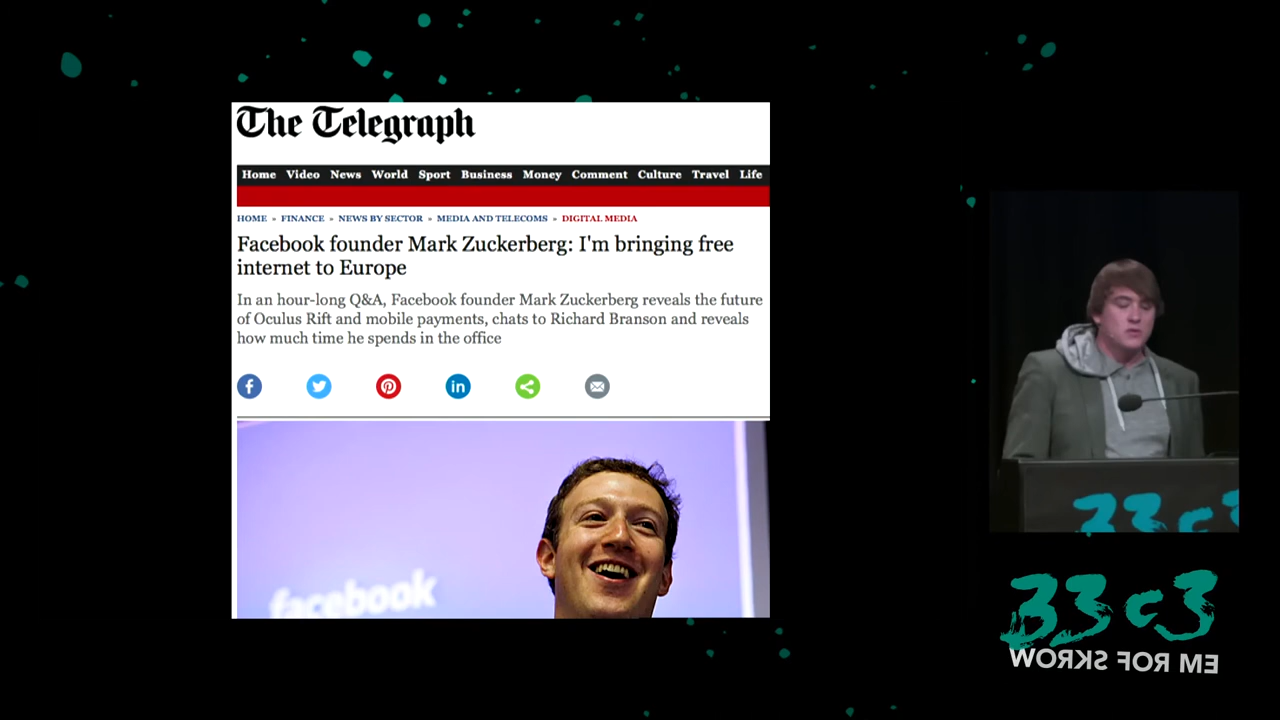 The Telegraph
Home Video News World Sport Business Money Comment Culture Travel Life
HOME » FINANCE » NEWS BY SECTOR » MEDIA AND TELECOMS » DIGITAL MEDIA
Facebook founder Mark Zuckerberg: I'm bringing free
internet to Europe
In an hour-long Q&A, Facebook founder Mark Zuckerberg reveals the future
of Oculus Rift and mobile payments, chats to Richard Branson and reveals
how much time he spends in the office
facebook
33c3
33c3
WORKS FOR ME